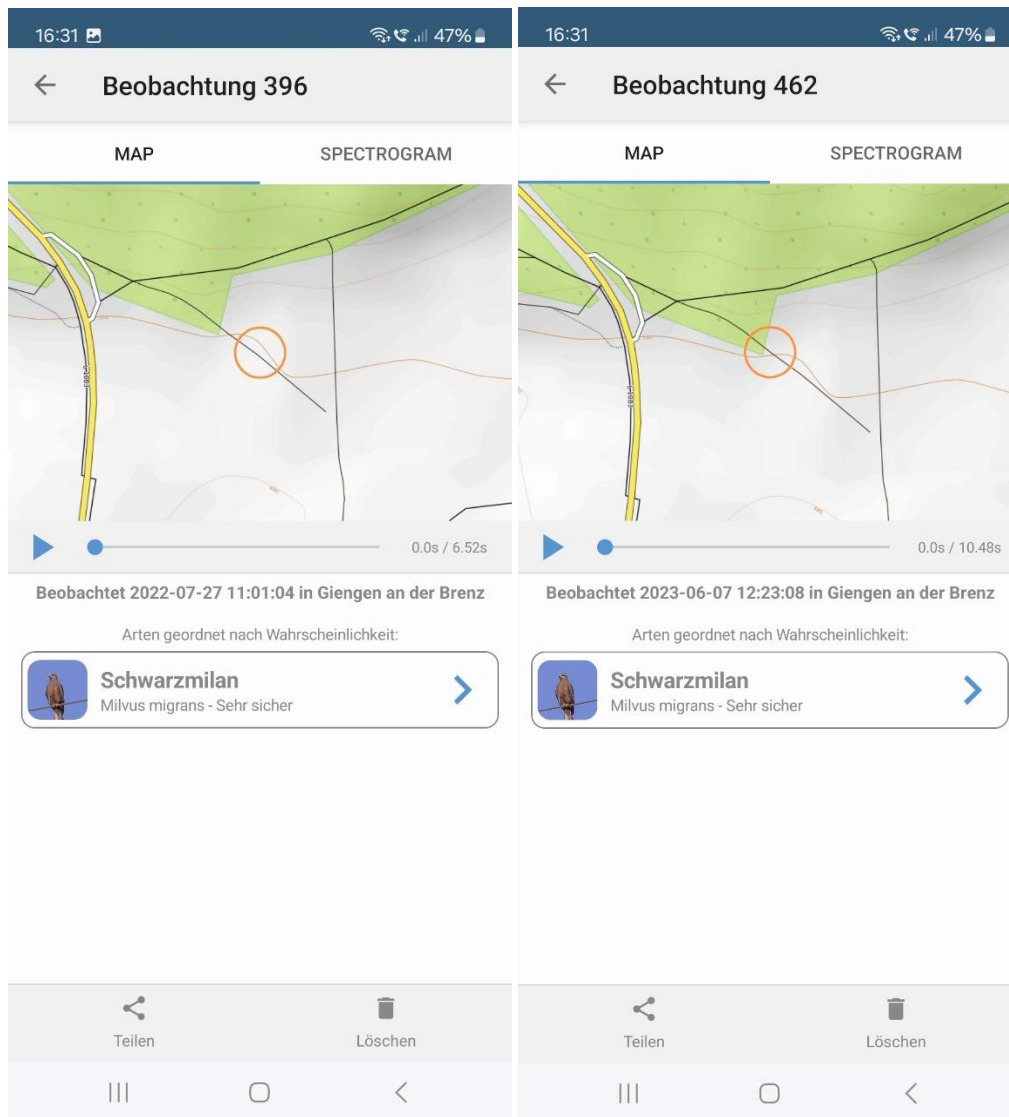 16:31 47%
Beobachtung 396
MAP SPECTROGRAM
0.0s / 6.52s
Beobachtet 2022-07-27 11:01:04 in Giengen an der Brenz
Arten geordnet nach Wahrscheinlichkeit:
Schwarzmilan
Milvus migrans - Sehr sicher
Teilen Löschen
16:31 47%
Beobachtung 462
MAP SPECTROGRAM
0.0s / 10.48s
Beobachtet 2023-06-07 12:23:08 in Giengen an der Brenz
Arten geordnet nach Wahrscheinlichkeit:
Schwarzmilan
Milvus migrans - Sehr sicher
Teilen Löschen